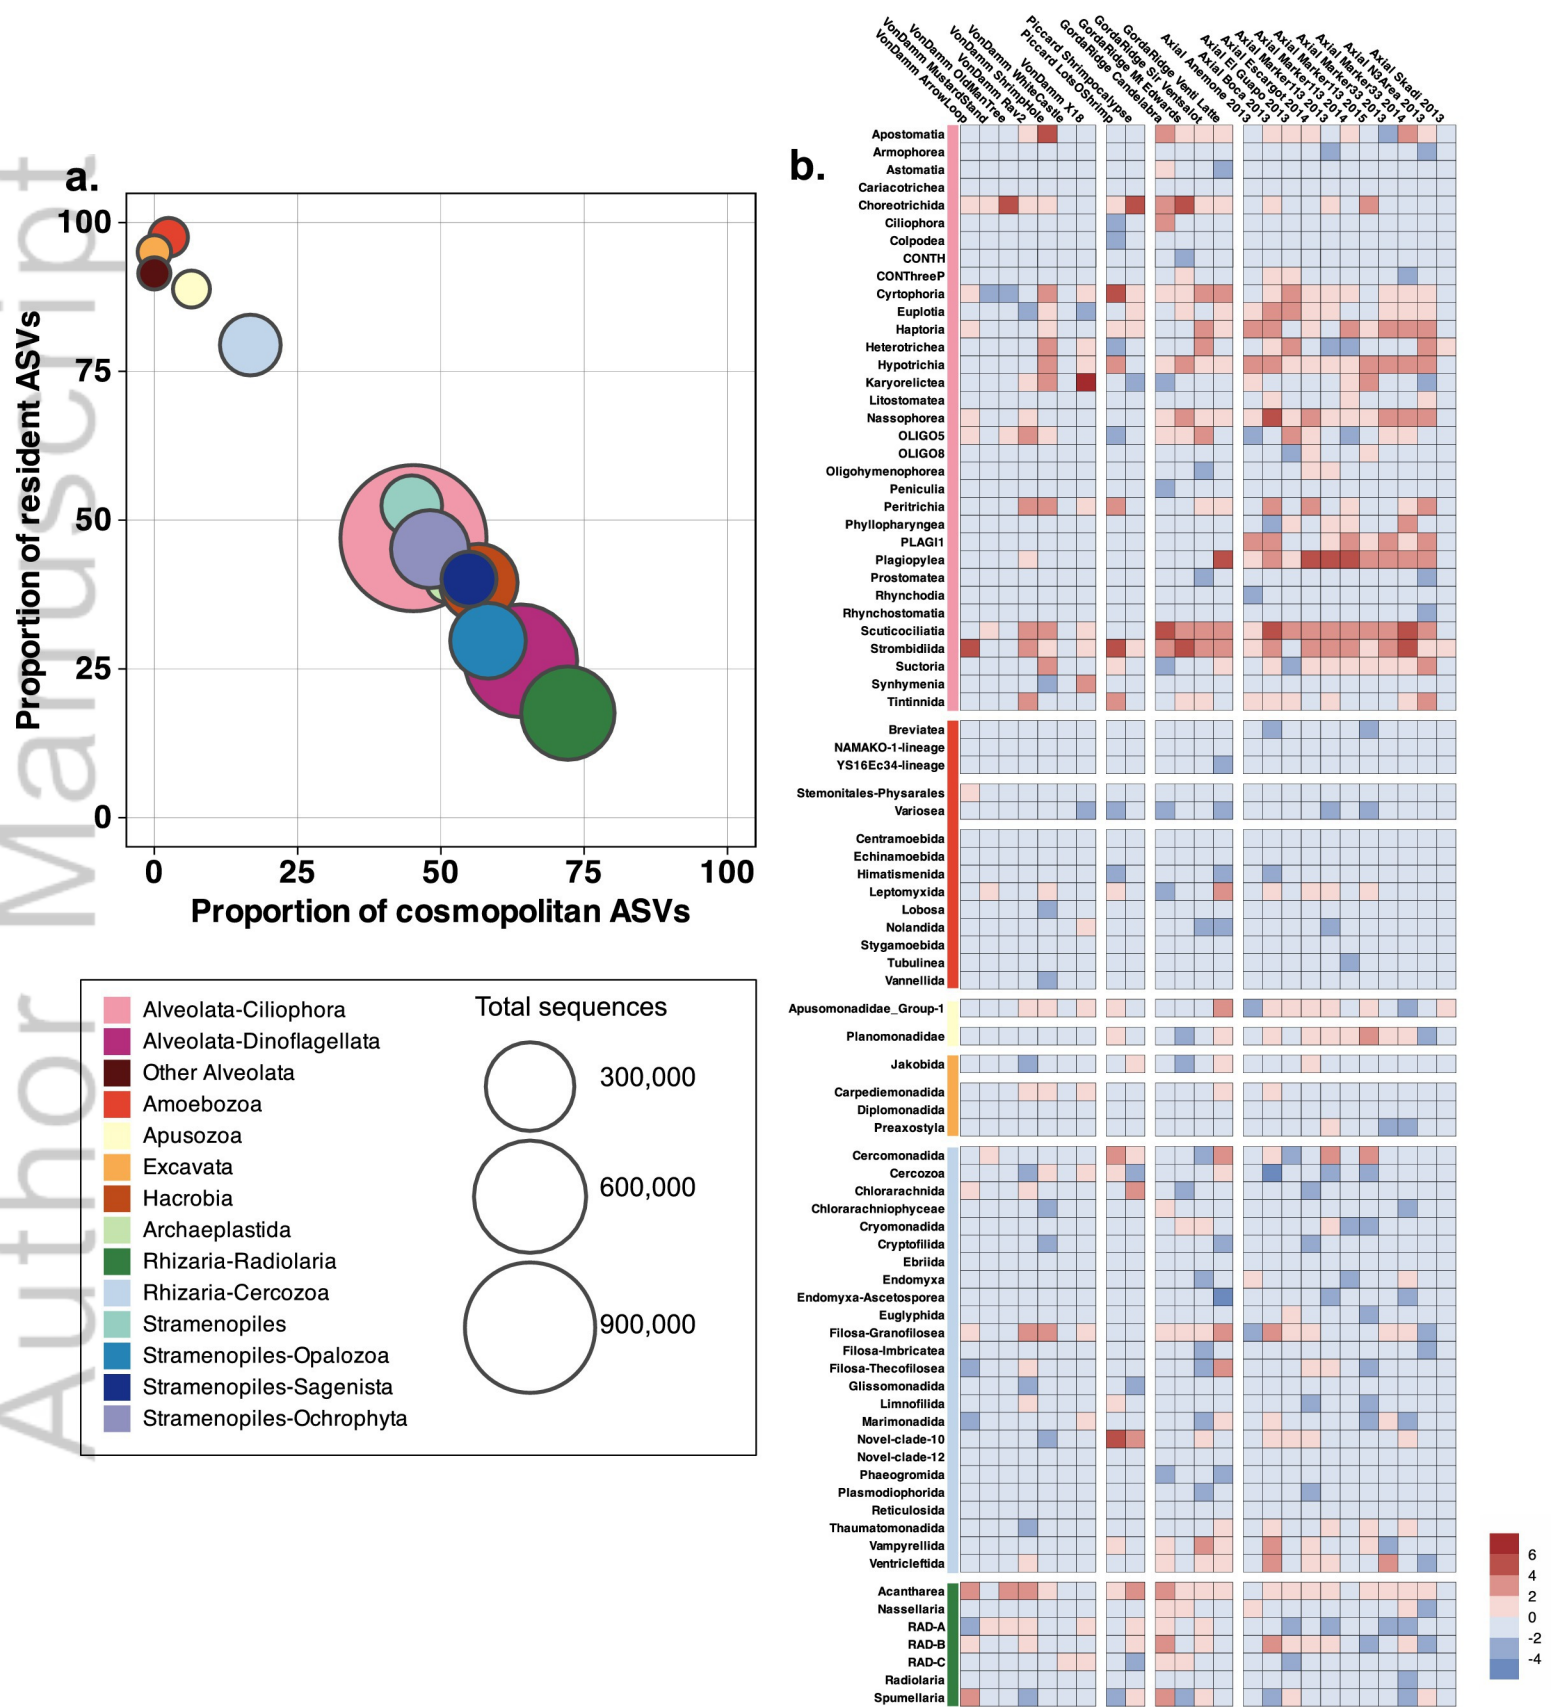 Author Manuscript
a.
Proportion of resident ASVs
100
75
50
25
0
0 25 50 75 100
Proportion of cosmopolitan ASVs
Alveolata-Ciliophora
Alveolata-Dinoflagellata
Other Alveolata
Amoebozoa
Apusozoa
Excavata
Hacrobia
Archaeplastida
Rhizaria-Radiolaria
Rhizaria-Cercozoa
Stramenopiles
Stramenopiles-Opalozoa
Stramenopiles-Sagenista
Stramenopiles-Ochrophyta
Total sequences
300,000
600,000
900,000
b.
VonDamm ArrowLoop
VonDamm MustardStand
VonDamm OldManTree
VonDamm Rav2
VonDamm ShrimpHole
VonDamm WhiteCastle
VonDamm X18
Piccard LotsOShrimp
Piccard Shrimpocalypse
GordaRidge Candelabra
GordaRidge Mt Edwards
GordaRidge Sir Ventsalot
GordaRidge Venti Latte
Axial Anemone 2013
Axial Boca 2013
Axial El Guapo 2013
Axial Escargot 2014
Axial Marker113 2013
Axial Marker113 2014
Axial Marker113 2015
Axial Marker33 2013
Axial Marker33 2014
Axial N3Area 2013
Axial Skadi 2013
Apostomatia
Armophorea
Astomatia
Cariacotrichea
Choreotrichida
Ciliophora
Colpodea
CONTH
CONThreeP
Cyrtophoria
Euplotia
Haptoria
Heterotrichea
Hypotrichia
Karyorelictea
Litostomatea
Nassophorea
OLIGO5
OLIGO8
Oligohymenophorea
Peniculia
Peritrichia
Phyllopharyngea
PLAGI1
Plagiopylea
Prostomatea
Rhynchodia
Rhynchostomatia
Scuticociliatia
Strombidiida
Suctoria
Synhymenia
Tintinnida
Breviatea
NAMAKO-1-lineage
YS16Ec34-lineage
Stemonitales-Physarales
Variosea
Centramoebida
Echinamoebida
Himatismenida
Leptomyxida
Lobosa
Nolandida
Stygamoebida
Tubulinea
Vannellida
Apusomonadidae_Group-1
Planomonadidae
Jakobida
Carpediemonadida
Diplomonadida
Preaxostyla
Cercomonadida
Cercozoa
Chlorarachnida
Chlorarachniophyceae
Cryomonadida
Cryptofilida
Ebriida
Endomyxa
Endomyxa-Ascetosporea
Euglyphida
Filosa-Granofilosea
Filosa-Imbricatea
Filosa-Thecofilosea
Glissomonadida
Limnofilida
Marimonadida
Novel-clade-10
Novel-clade-12
Phaeogromida
Plasmodiophorida
Reticulosida
Thaumatomonadida
Vampyrellida
Ventricleftida
Acantharea
Nassellaria
RAD-A
RAD-B
RAD-C
Radiolaria
Spumellaria
6
4
2
0
-2
-4